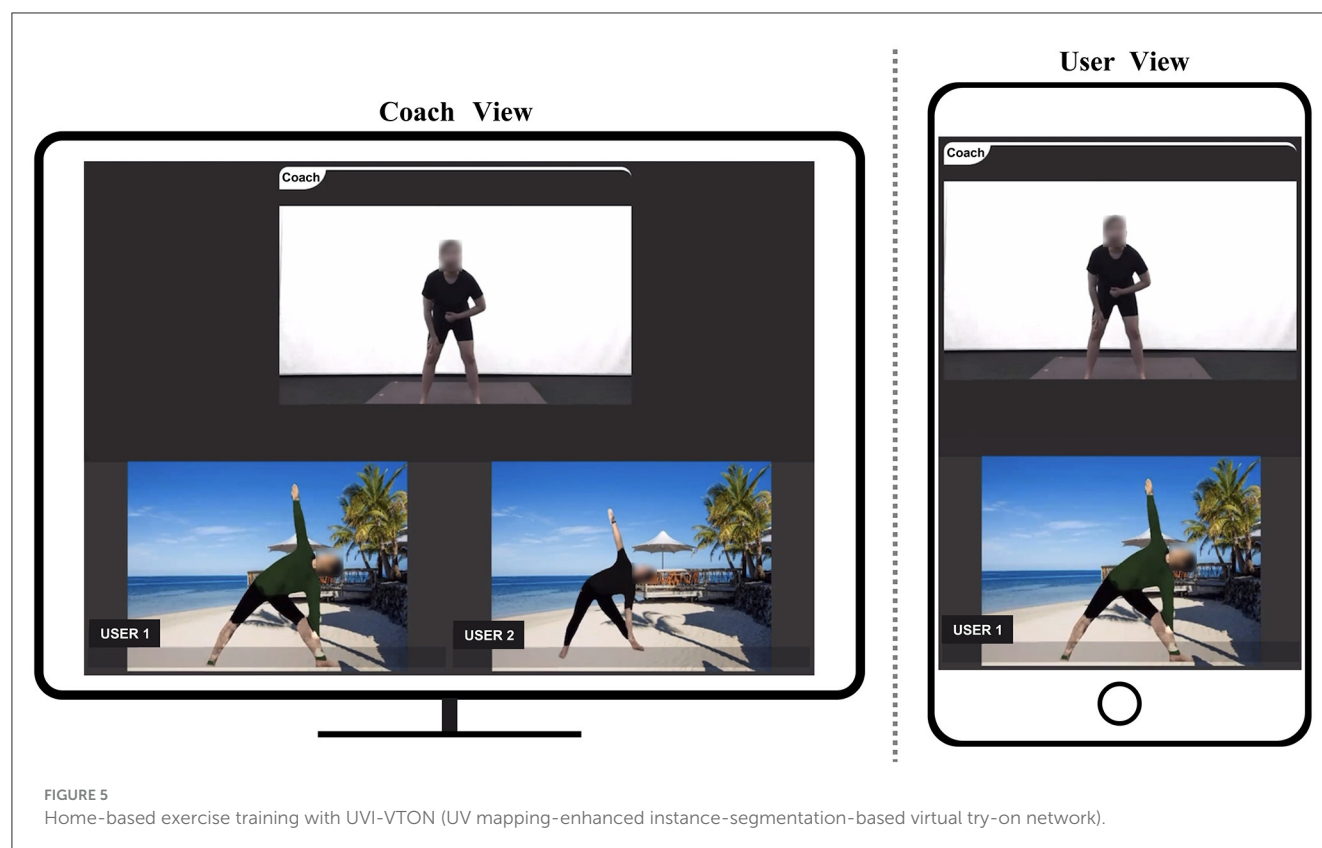 Coach View
Coach
USER 1
USER 2
User View
Coach
USER 1
FIGURE 5
Home-based exercise training with UVI-VTON (UV mapping-enhanced instance-segmentation-based virtual try-on network).